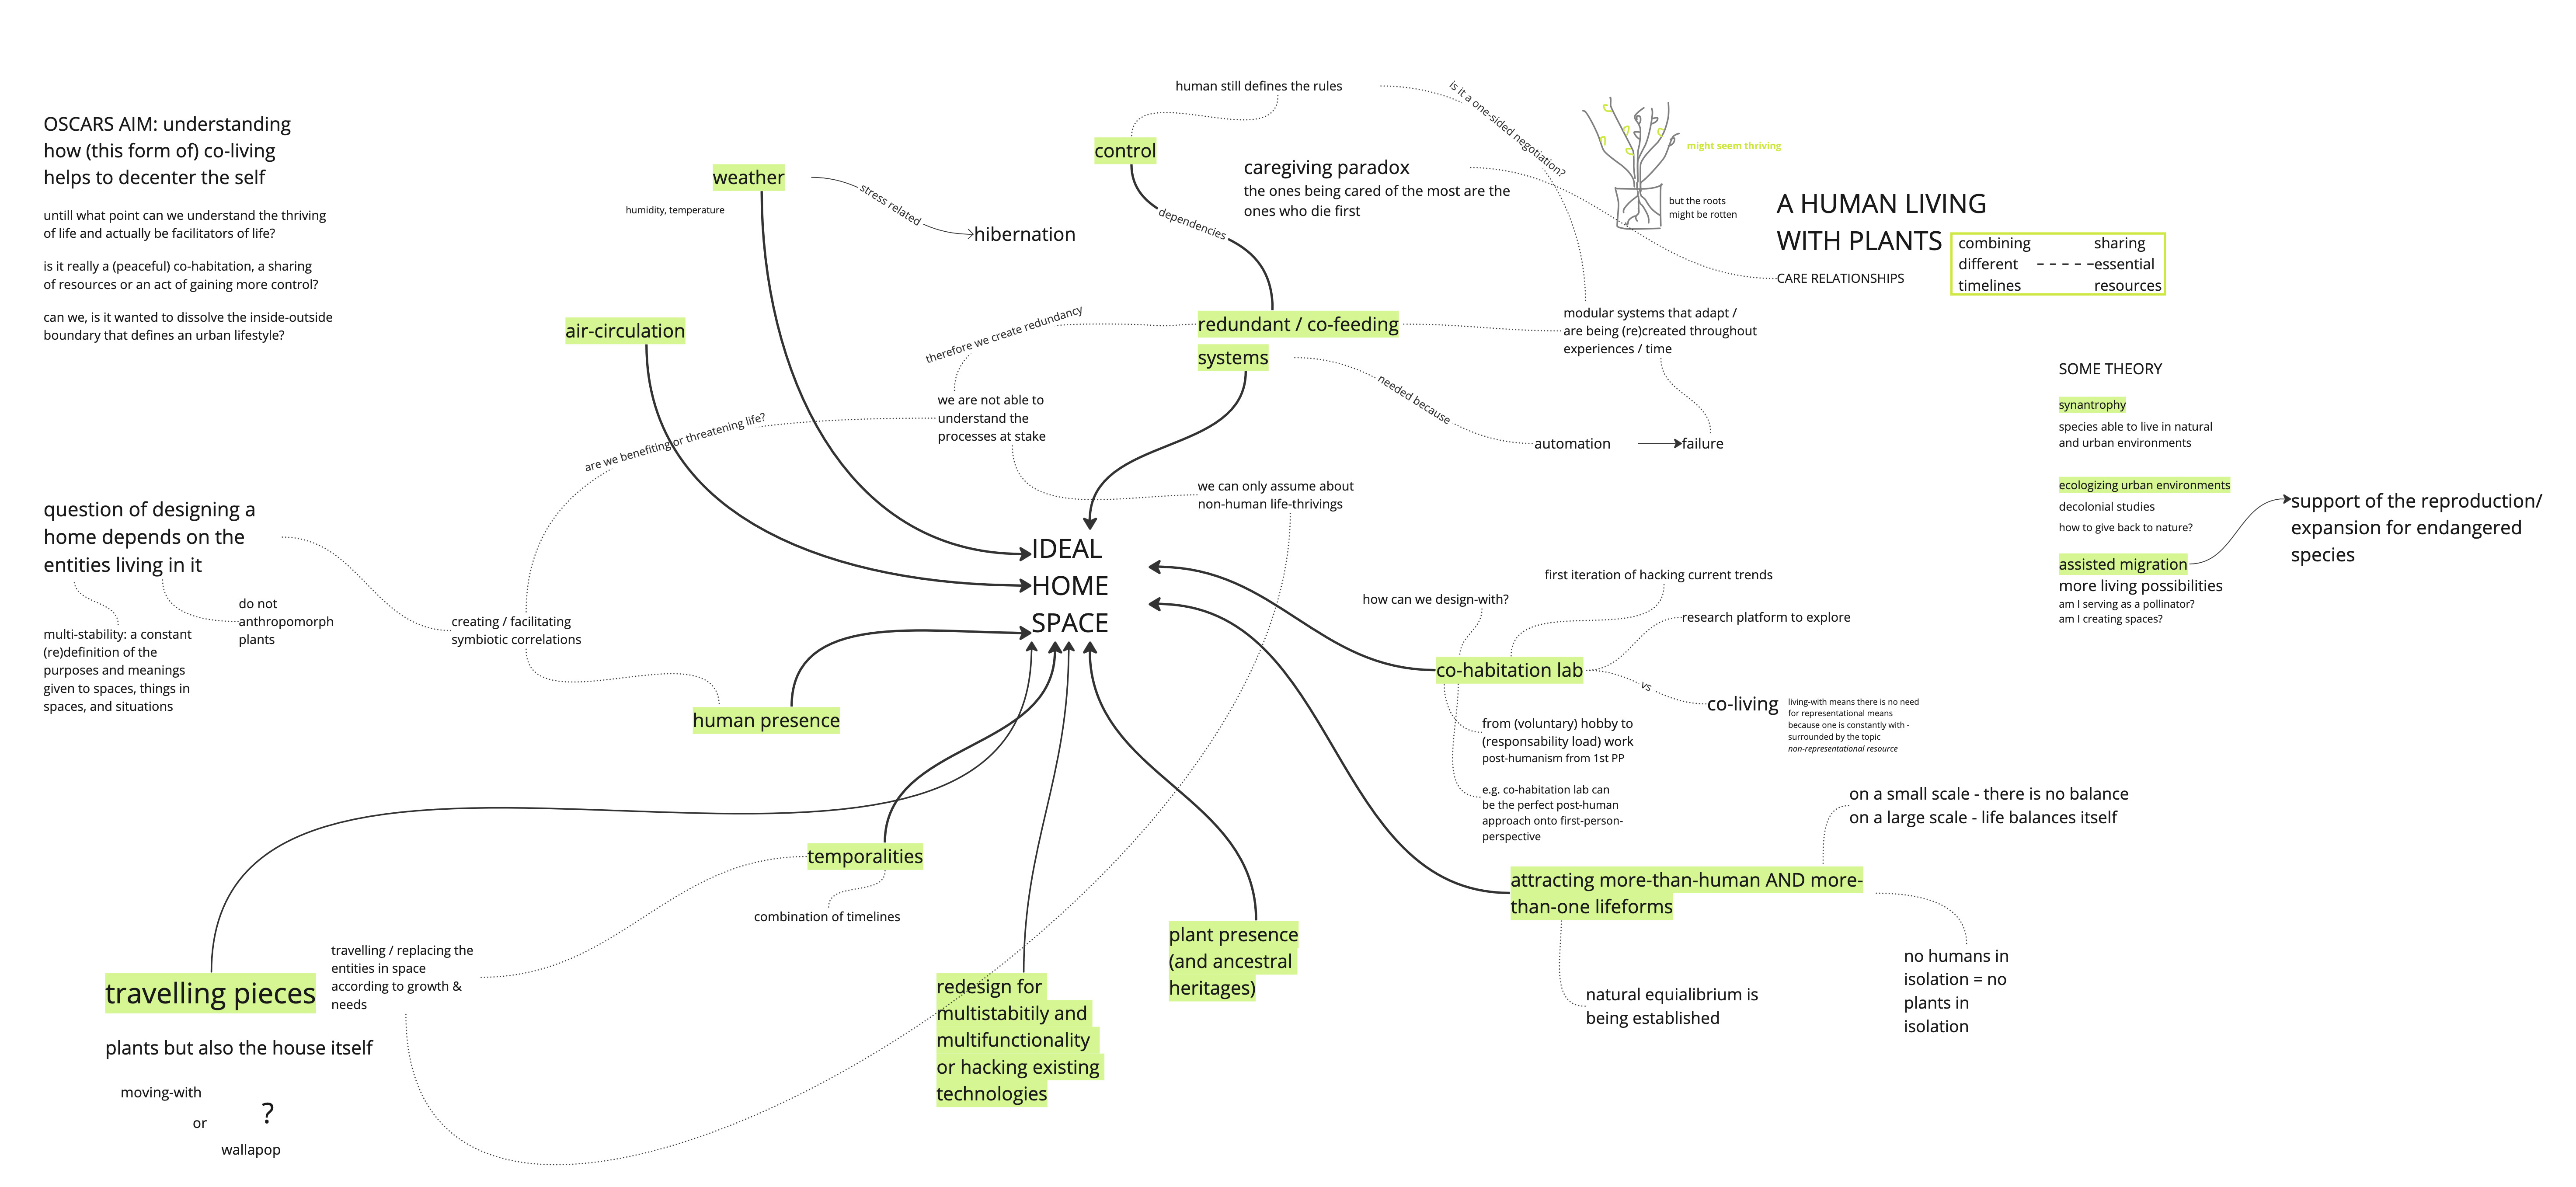 OSCARS AIM: understanding
how (this form of) co-living
helps to decenter the self
untill what point can we understand the thriving
of life and actually be facilitators of life?
is it really a (peaceful) co-habitation, a sharing
of resources or an act of gaining more control?
can we, is it wanted to dissolve the inside-outside
boundary that defines an urban lifestyle?
question of designing a
home depends on the
entities living in it
do not
anthropomorph
plants
multi-stability: a constant
(re)definition of the
purposes and meanings
given to spaces, things in
spaces, and situations
creating / facilitating
symbiotic correlations
are we benefiting or threatening life?
weather
humidity, temperature
stress related
hibernation
air-circulation
human still defines the rules
is it a one-sided negotiation?
control
dependencies
caregiving paradox
the ones being cared of the most are the
ones who die first
might seem thriving
but the roots
might be rotten
A HUMAN LIVING
WITH PLANTS
CARE RELATIONSHIPS
combining
different
timelines
sharing
essential
resources
redundant / co-feeding
systems
therefore we create redundancy
we are not able to
understand the
processes at stake
modular systems that adapt /
are being (re)created throughout
experiences / time
needed because
automation
failure
we can only assume about
non-human life-thrivings
SOME THEORY
synantrophy
species able to live in natural
and urban environments
ecologizing urban environments
decolonial studies
how to give back to nature?
assisted migration
more living possibilities
am I serving as a pollinator?
am I creating spaces?
support of the reproduction/
expansion for endangered
species
IDEAL
HOME
SPACE
human presence
first iteration of hacking current trends
how can we design-with?
research platform to explore
co-habitation lab
vs
co-living
living-with means there is no need
for representational means
because one is constantly with -
surrounded by the topic
non-representational resource
from (voluntary) hobby to
(responsability load) work
post-humanism from 1st PP
e.g. co-habitation lab can
be the perfect post-human
approach onto first-person-
perspective
on a small scale - there is no balance
on a large scale - life balances itself
attracting more-than-human AND more-
than-one lifeforms
natural equialibrium is
being established
no humans in
isolation = no
plants in
isolation
temporalities
combination of timelines
travelling / replacing the
entities in space
according to growth &
needs
travelling pieces
plants but also the house itself
moving-with
or
?
wallapop
redesign for
multistabitily and
multifunctionality
or hacking existing
technologies
plant presence
(and ancestral
heritages)